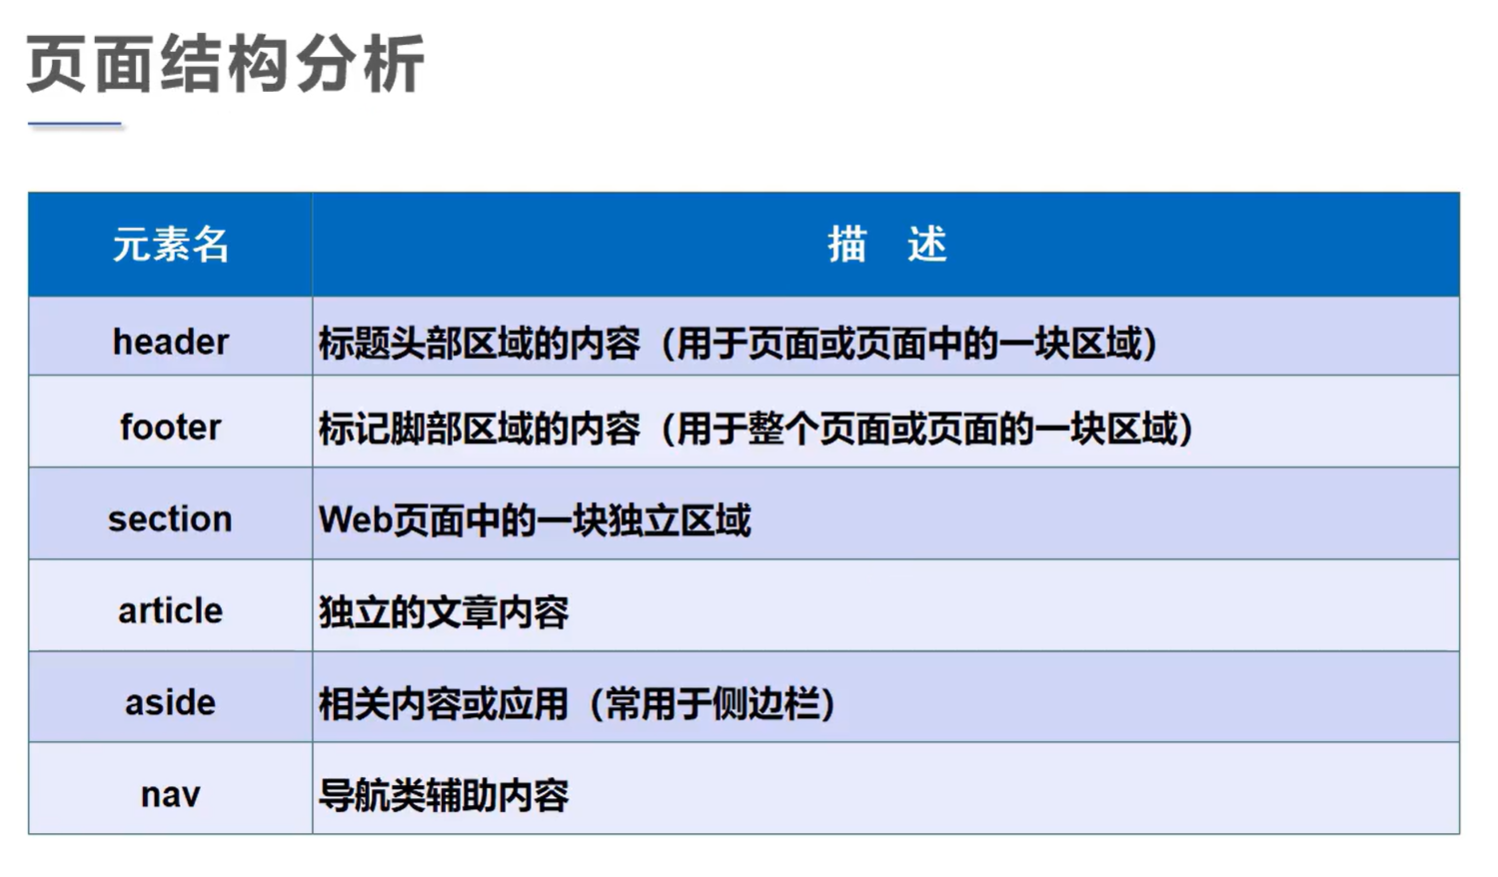 页面结构分析
元素名 描 述
header 标题头部区域的内容（用于页面或页面中的一块区域）
footer 标记脚部区域的内容（用于整个页面或页面的一块区域）
section Web页面中的一块独立区域
article 独立的文章内容
aside 相关内容或应用（常用于侧边栏）
nav 导航类辅助内容